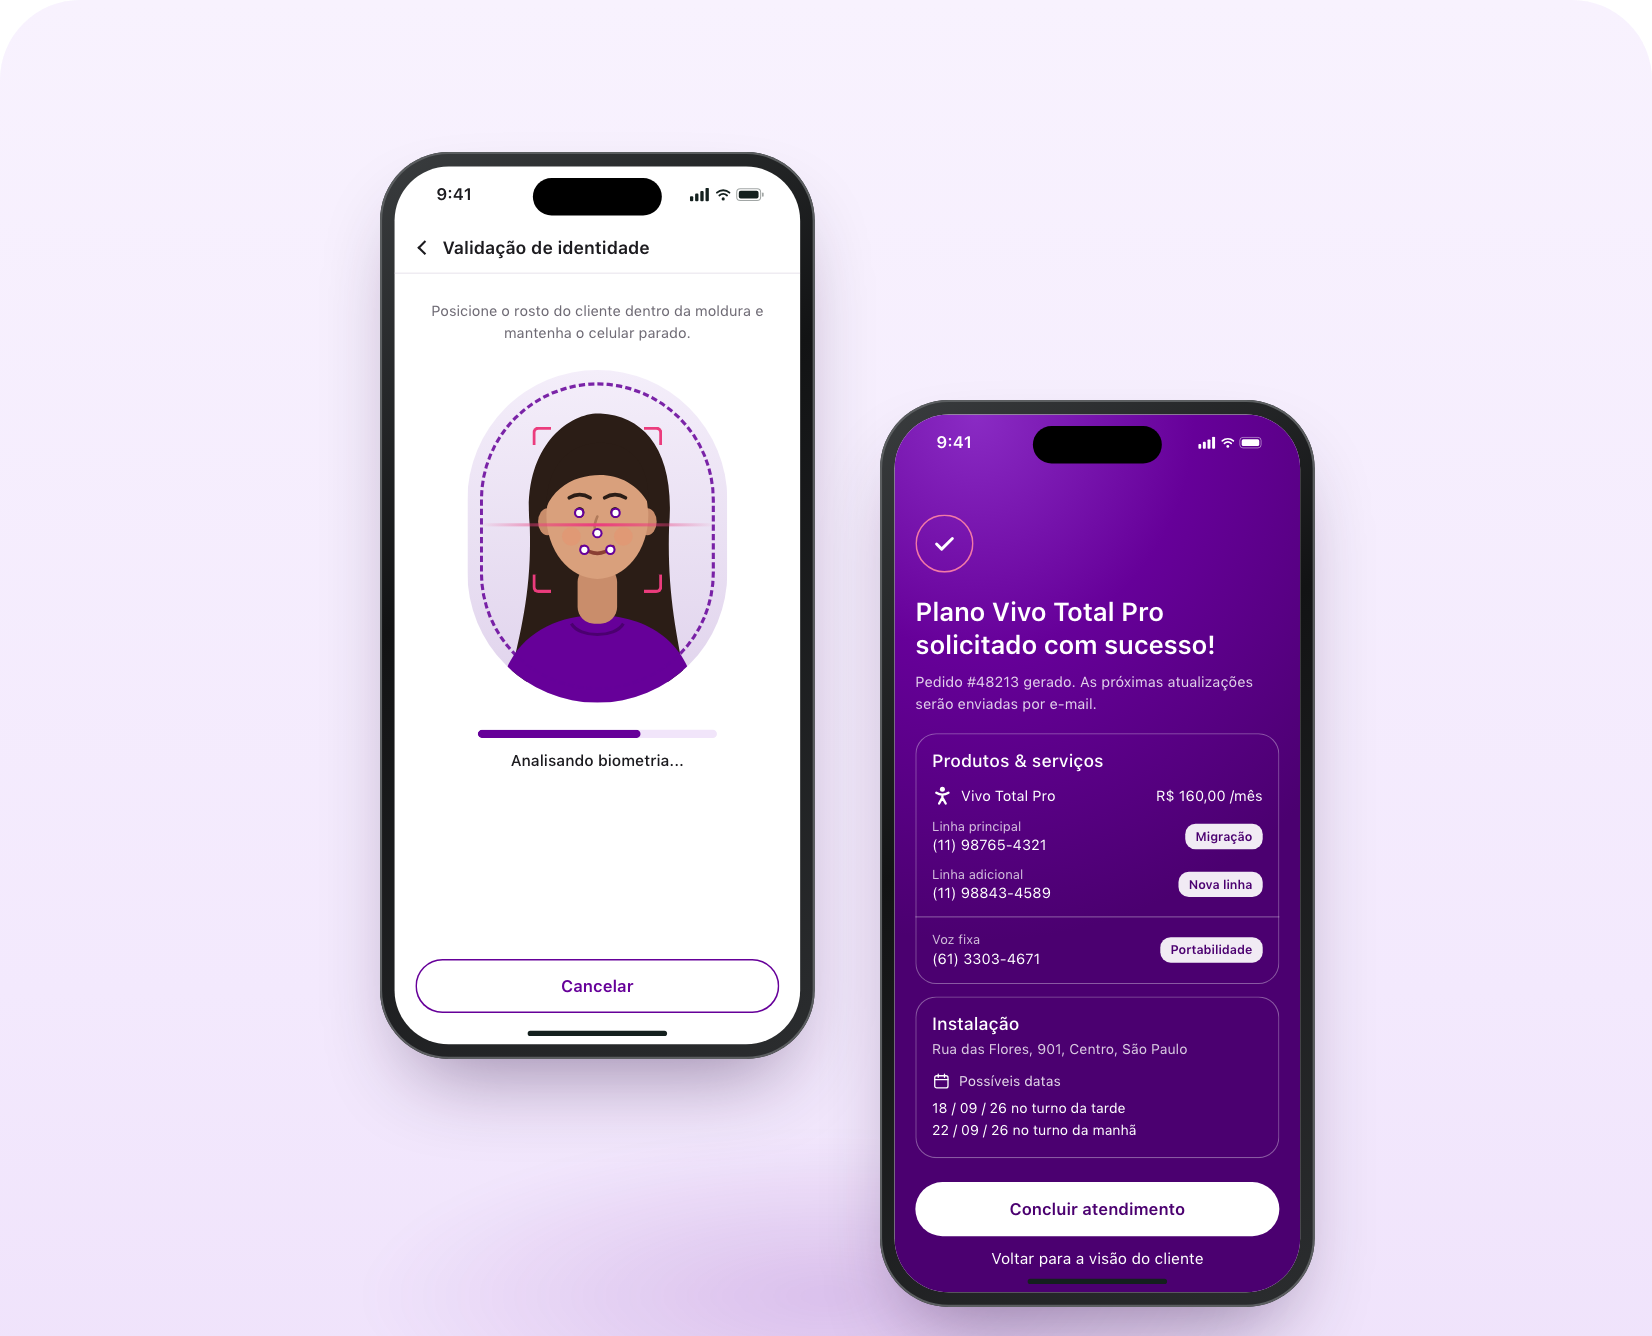 9:41
Validação de identidade
Posicione o rosto do cliente dentro da moldura e
mantenha o celular parado.
Analisando biometria...
Cancelar
9:41
Plano Vivo Total Pro
solicitado com sucesso!
Pedido #48213 gerado. As próximas atualizações
serão enviadas por e-mail.
Produtos & serviços
Vivo Total Pro R$ 160,00 /mês
Linha principal
(11) 98765-4321
Migração
Linha adicional
(11) 98843-4589
Nova linha
Voz fixa
(61) 3303-4671
Portabilidade
Instalação
Rua das Flores, 901, Centro, São Paulo
Possíveis datas
18 / 09 / 26 no turno da tarde
22 / 09 / 26 no turno da manhã
Concluir atendimento
Voltar para a visão do cliente